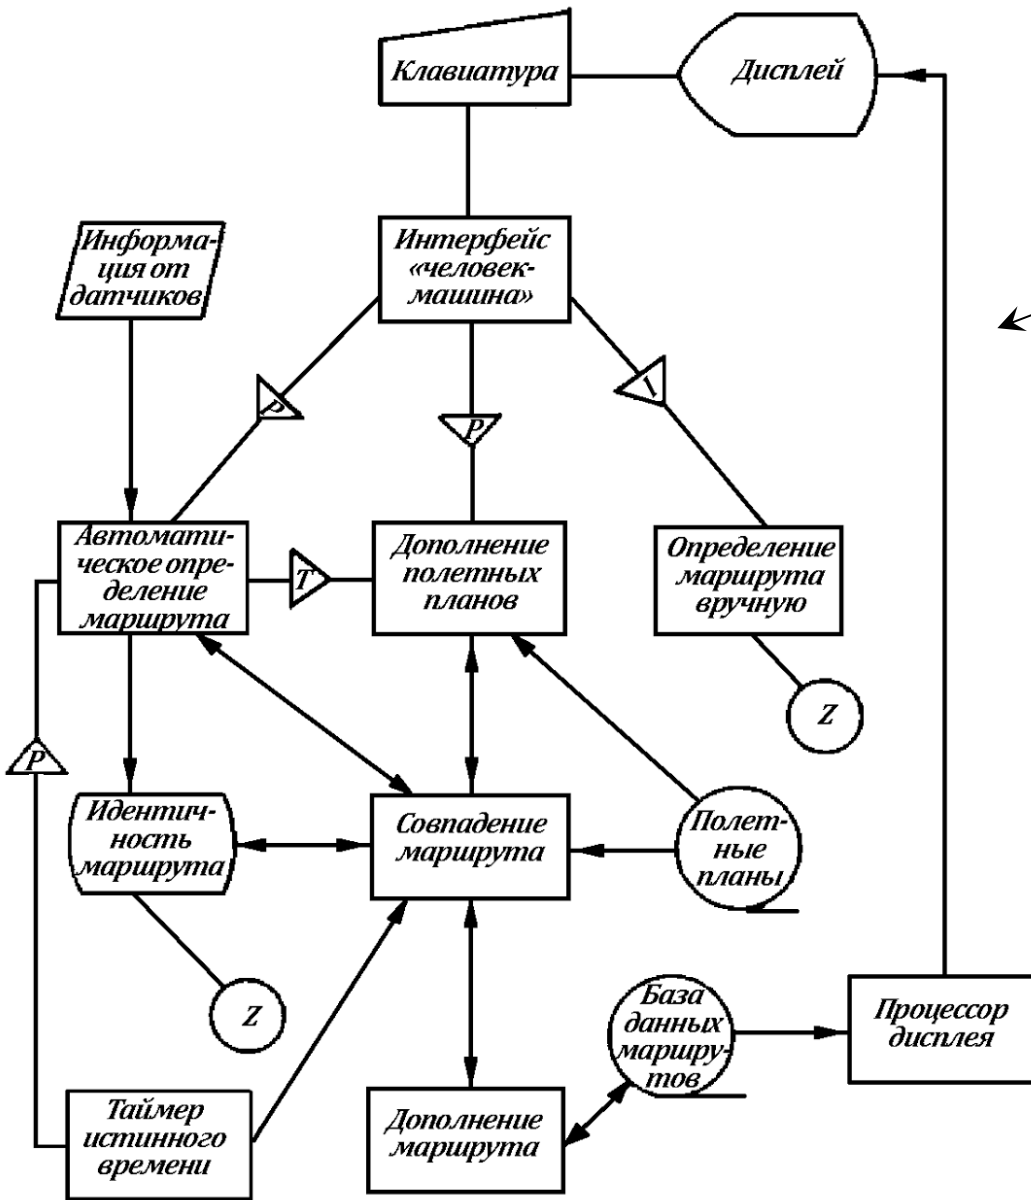 Клавиатура
Дисплей
Информа-
ция от
датчиков
Интерфейс
«человек-
машина»
P
P
I
Автомати-
ческое опре-
деление
маршрута
T
Дополнение
полетных
планов
Определение
маршрута
вручную
Z
P
Идентич-
ность
маршрута
Совпадение
маршрута
Полет-
ные
планы
Z
База
данных
маршру-
тов
Процессор
дисплея
Таймер
истинного
времени
Дополнение
маршрута